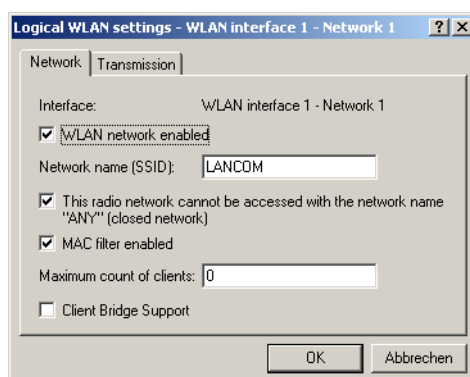 Logical WLAN settings - WLAN interface 1 - Network 1
Network
Transmission
Interface: WLAN interface 1 - Network 1
WLAN network enabled
Network name (SSID): LANCOM
This radio network cannot be accessed with the network name
"ANY" (closed network)
MAC filter enabled
Maximum count of clients: 0
Client Bridge Support
OK
Abbrechen